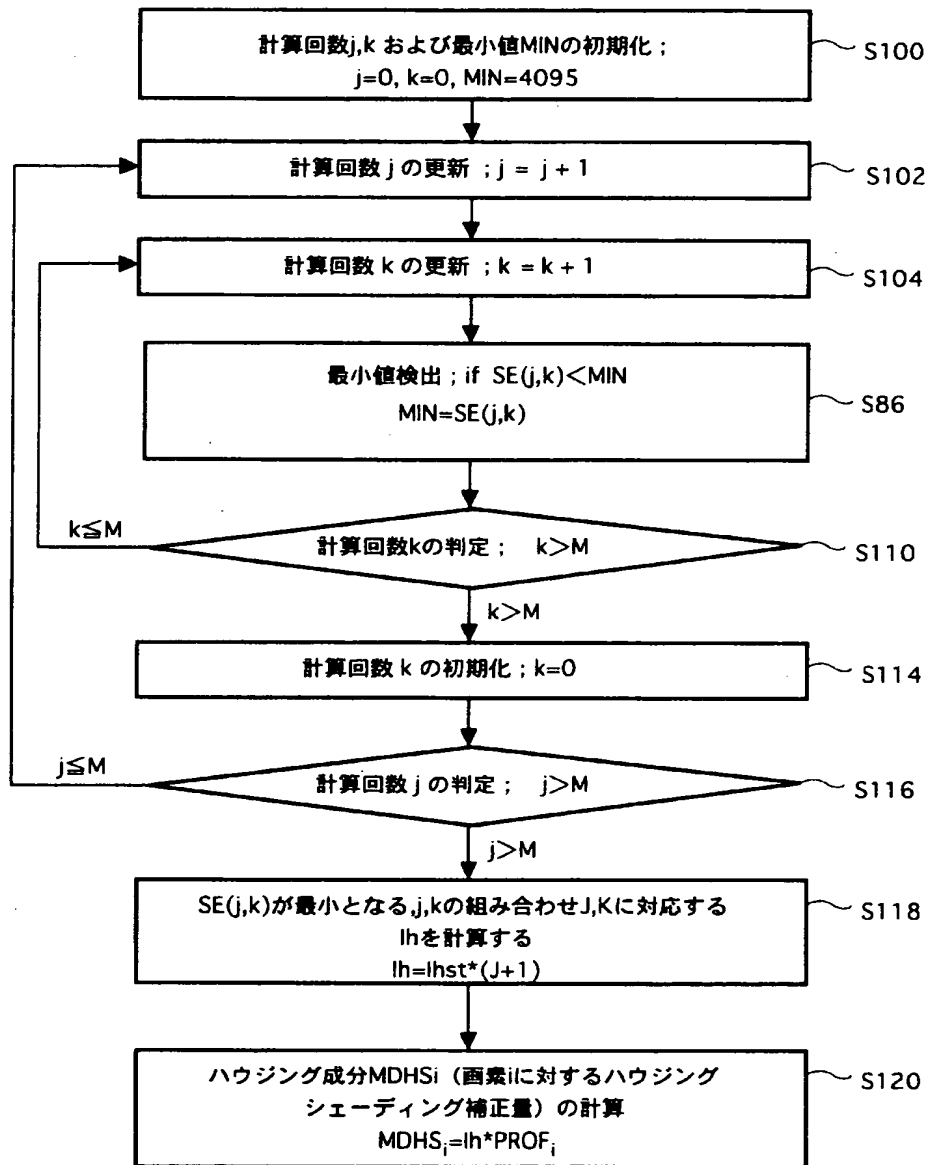 計算回数j,k および最小値MINの初期化 ;
j=0, k=0, MIN=4095
S100
計算回数 j の更新 ; j = j + 1
S102
計算回数 k の更新 ; k = k + 1
S104
最小値検出 ; if SE(j,k)<MIN
MIN=SE(j,k)
S86
k≦M
計算回数kの判定 ; k>M
S110
k>M
計算回数 k の初期化 ; k=0
S114
j≦M
計算回数 j の判定 ; j>M
S116
j>M
SE(j,k)が最小となる,j,kの組み合わせJ,Kに対応する
Ihを計算する
Ih=Ihst*(J+1)
S118
ハウジング成分MDHSi（画素iに対するハウジング
シェーディング補正量）の計算
MDHSi=Ih*PROFi
S120